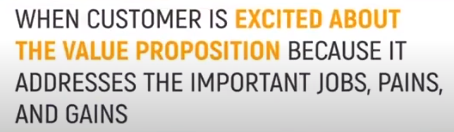 WHEN CUSTOMER IS EXCITED ABOUT
THE VALUE PROPOSITION BECAUSE IT
ADDRESSES THE IMPORTANT JOBS, PAINS,
AND GAINS